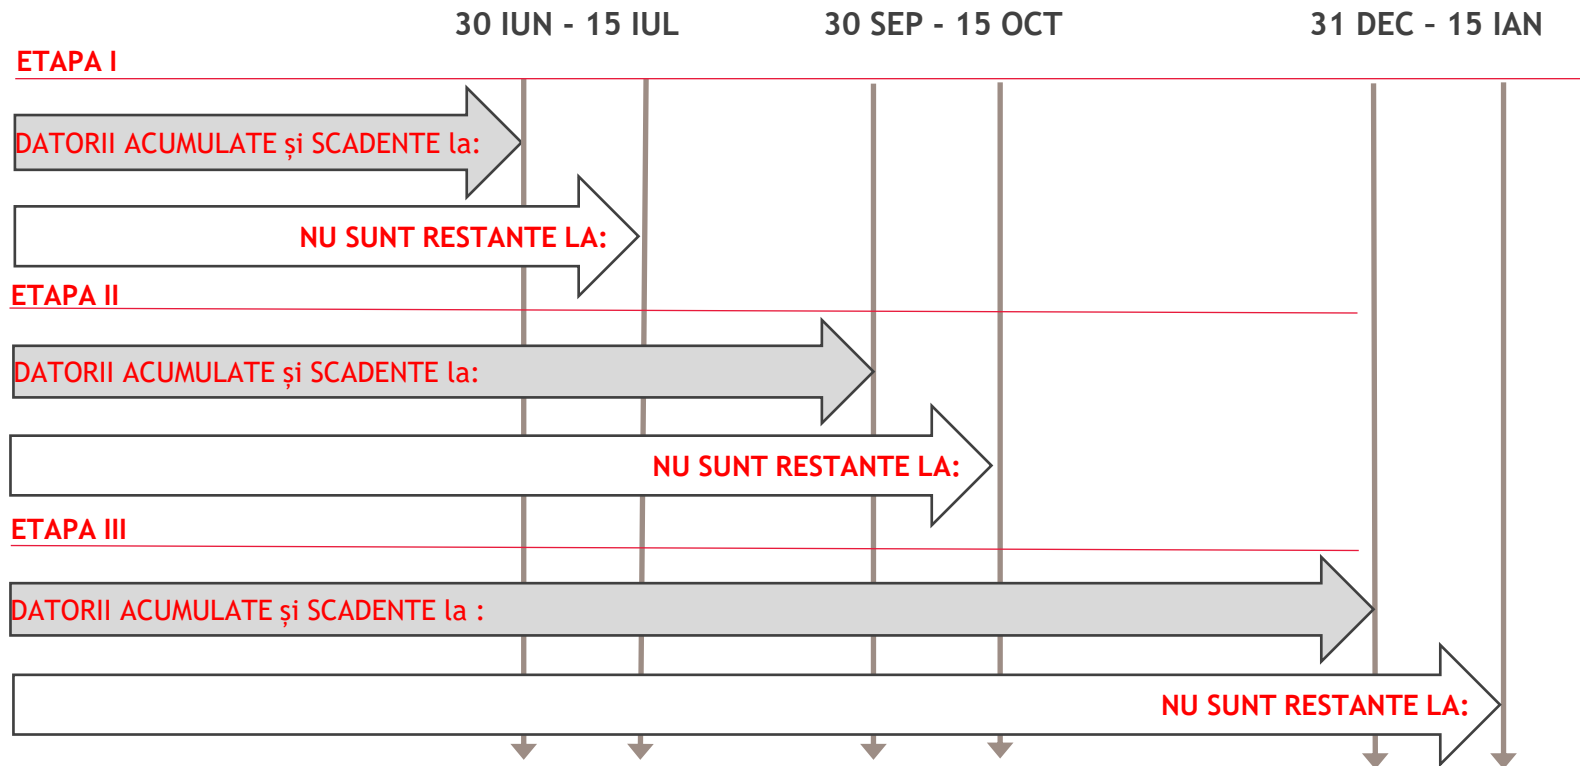 30 IUN - 15 IUL
30 SEP - 15 OCT
31 DEC – 15 IAN
ETAPA I
DATORII ACUMULATE și SCADENTE la:
NU SUNT RESTANTE LA:
ETAPA II
DATORII ACUMULATE și SCADENTE la:
NU SUNT RESTANTE LA:
ETAPA III
DATORII ACUMULATE și SCADENTE la :
NU SUNT RESTANTE LA: